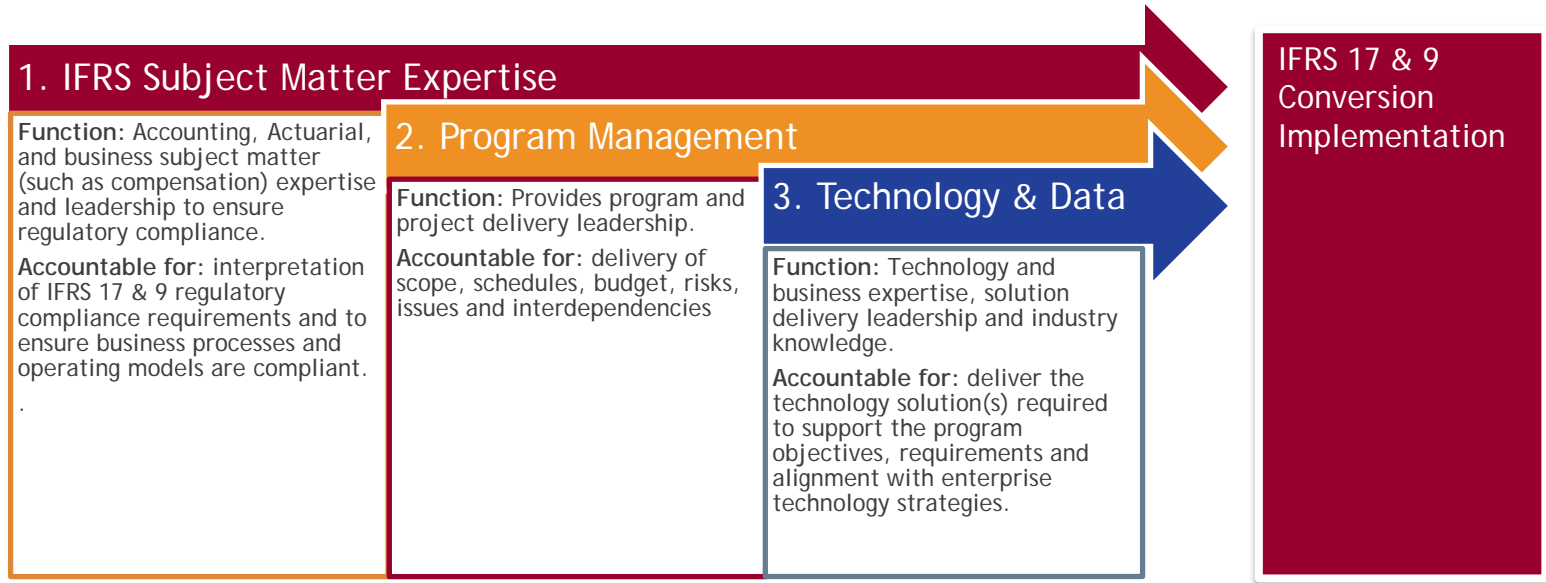 1. IFRS Subject Matter Expertise
Function: Accounting, Actuarial,
and business subject matter
(such as compensation) expertise
and leadership to ensure
regulatory compliance.
Accountable for: interpretation
of IFRS 17 & 9 regulatory
compliance requirements and to
ensure business processes and
operating models are compliant.
.
2. Program Management
Function: Provides program and
project delivery leadership.
Accountable for: delivery of
scope, schedules, budget, risks,
issues and interdependencies
3. Technology & Data
Function: Technology and
business expertise, solution
delivery leadership and industry
knowledge.
Accountable for: deliver the
technology solution(s) required
to support the program
objectives, requirements and
alignment with enterprise
technology strategies.
IFRS 17 & 9
Conversion
Implementation